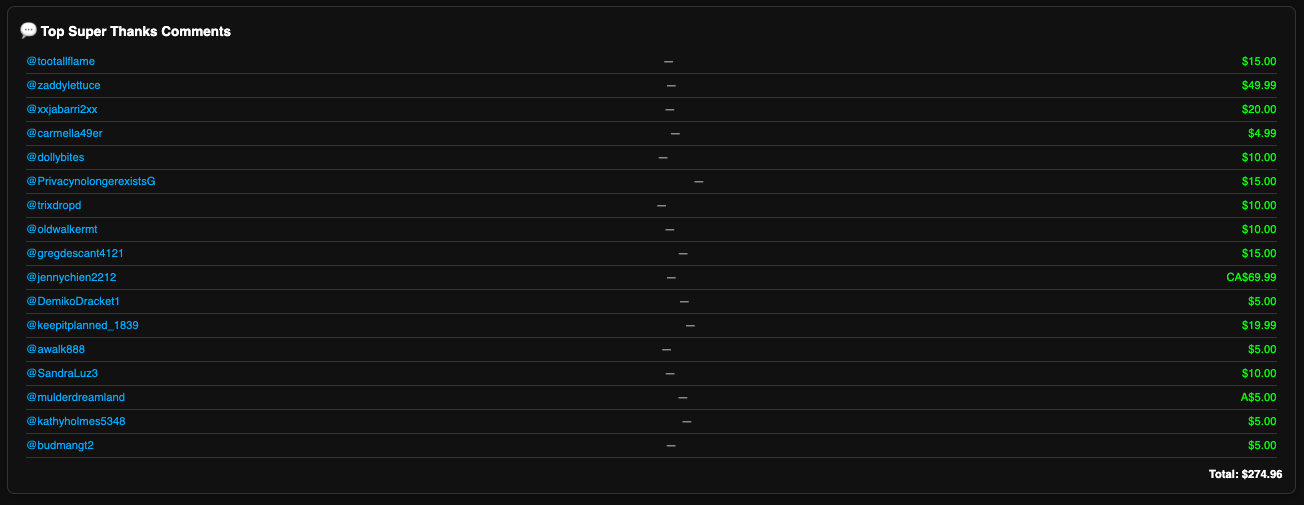 💬 Top Super Thanks Comments
@tootallflame — $15.00
@zaddylettuce — $49.99
@xxjabarri2xx — $20.00
@carmella49er — $4.99
@dollybites — $10.00
@PrivacynolongerexistsG — $15.00
@trixdropd — $10.00
@oldwalkermt — $10.00
@gregdescant4121 — $15.00
@jennychien2212 — CA$69.99
@DemikoDracket1 — $5.00
@keepitplanned_1839 — $19.99
@awalk888 — $5.00
@SandraLuz3 — $10.00
@mulderdreamland — A$5.00
@kathyholmes5348 — $5.00
@budmangt2 — $5.00
Total: $274.96